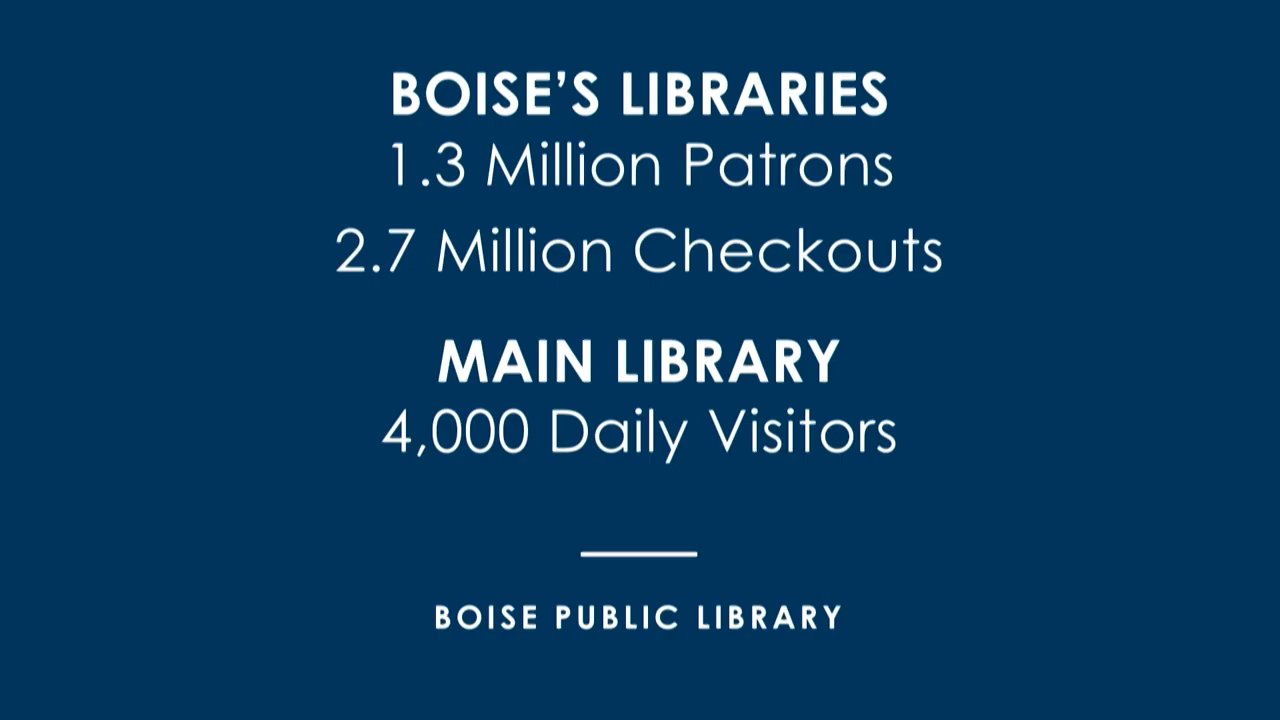 BOISE’S LIBRARIES
1.3 Million Patrons
2.7 Million Checkouts
MAIN LIBRARY
4,000 Daily Visitors
BOISE PUBLIC LIBRARY